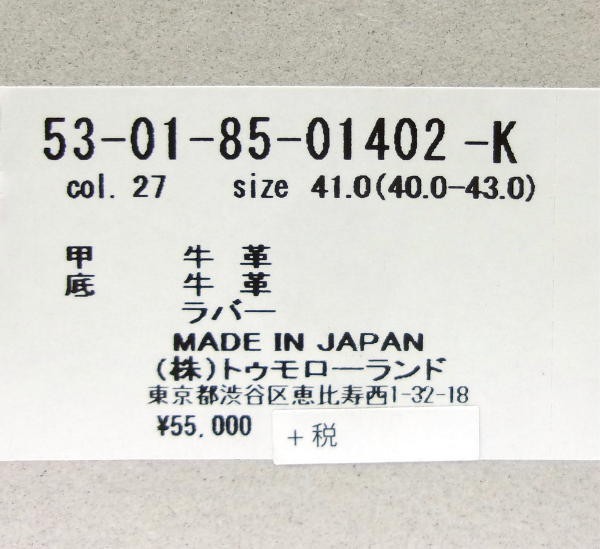 53-01-85-01402 -K
col. 27 size 41.0(40.0-43.0)
甲 牛 革
底 牛 革
ラバー
MADE IN JAPAN
(株)トゥモローランド
東京都渋谷区恵比寿西1-32-18
¥55,000 +税